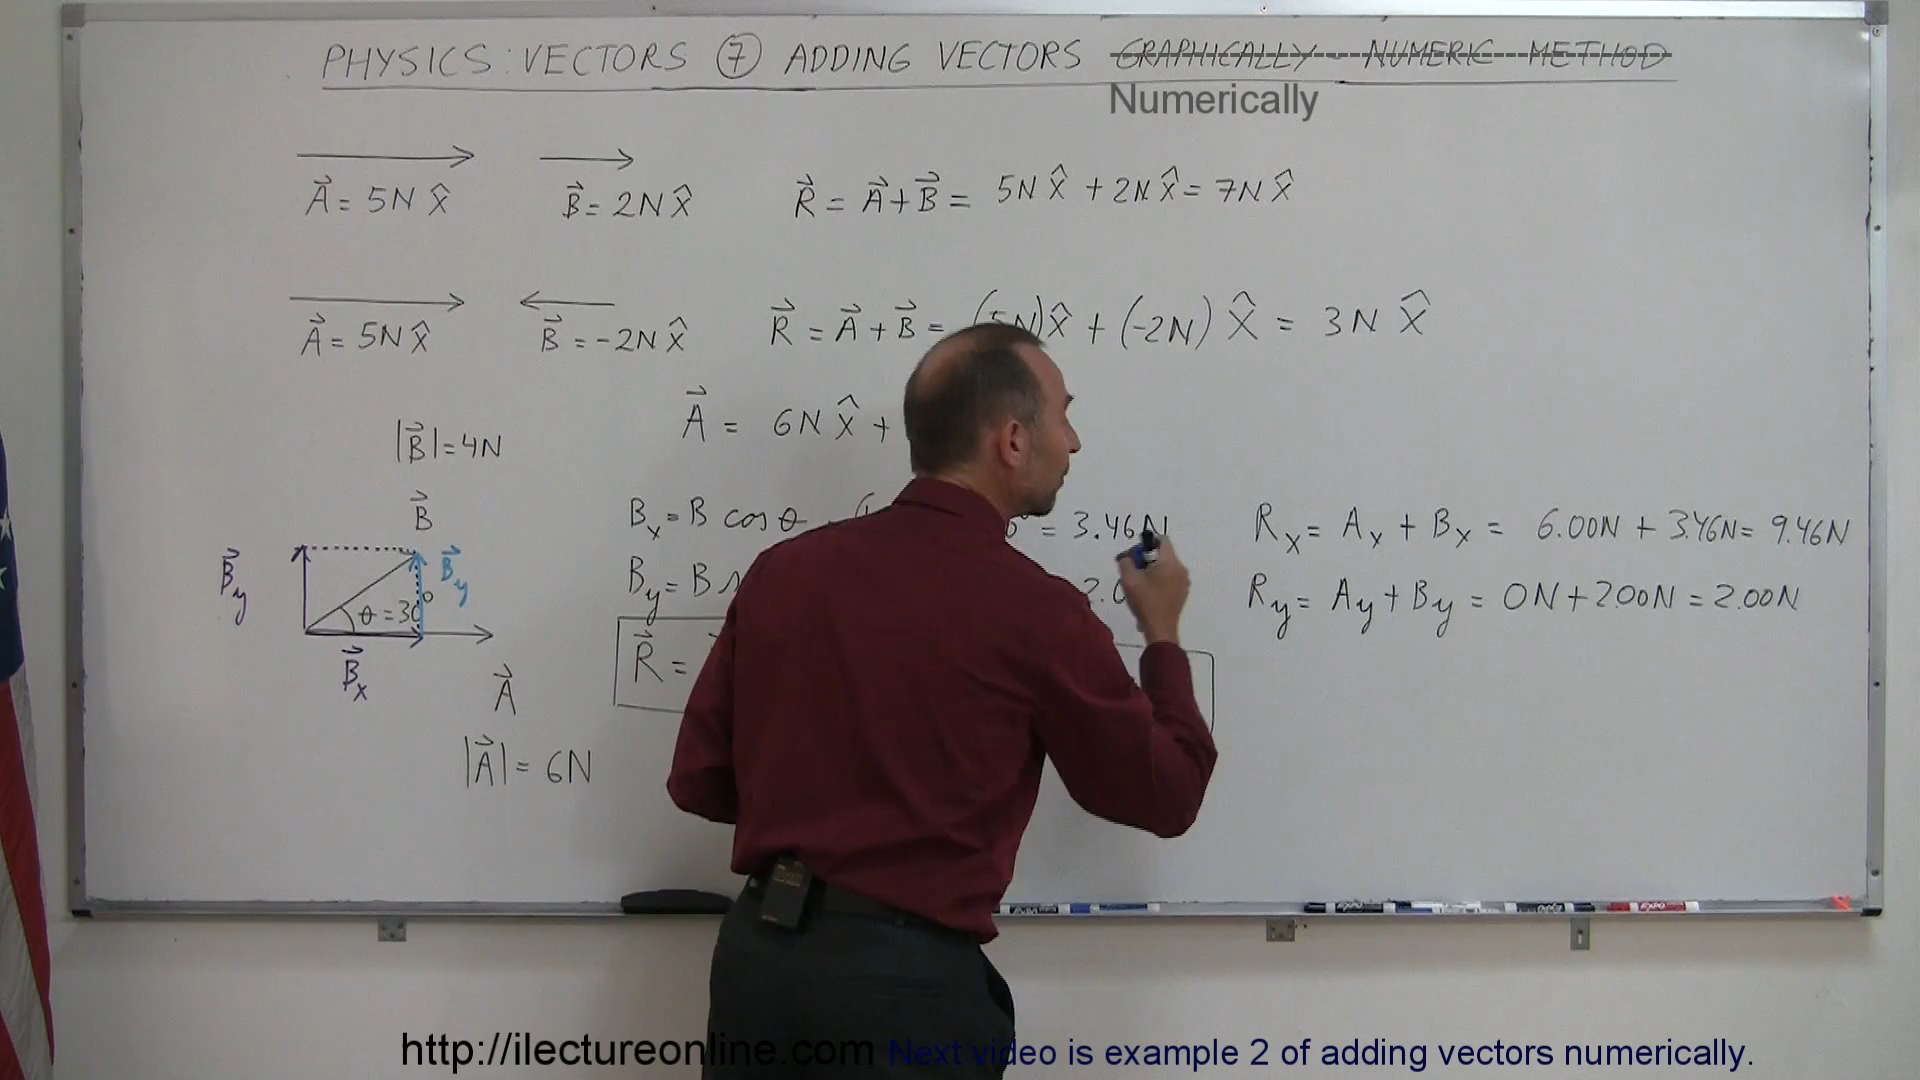 PHYSICS: VECTORS ⑦ ADDING VECTORS GRAPHICALLY - NUMERIC METHOD
Numerically
A⃗ = 5N x̂ B⃗ = 2N x̂ R⃗ = A⃗ + B⃗ = 5N x̂ + 2N x̂ = 7N x̂
A⃗ = 5N x̂ B⃗ = -2N x̂ R⃗ = A⃗ + B⃗ = (5N) x̂ + (-2N) x̂ = 3N x̂
A⃗ = 6N x̂ +
|B⃗| = 4N
B⃗
Bx = B cos θ = 3.46N Rx = Ax + Bx = 6.00N + 3.46N = 9.46N
B⃗y B⃗y By = B Ry = Ay + By = 0N + 2.00N = 2.00N
θ = 30°
B⃗x R⃗ =
A⃗
|A⃗| = 6N
EXPO EXPO
http://ilectureonline.com Next video is example 2 of adding vectors numerically.